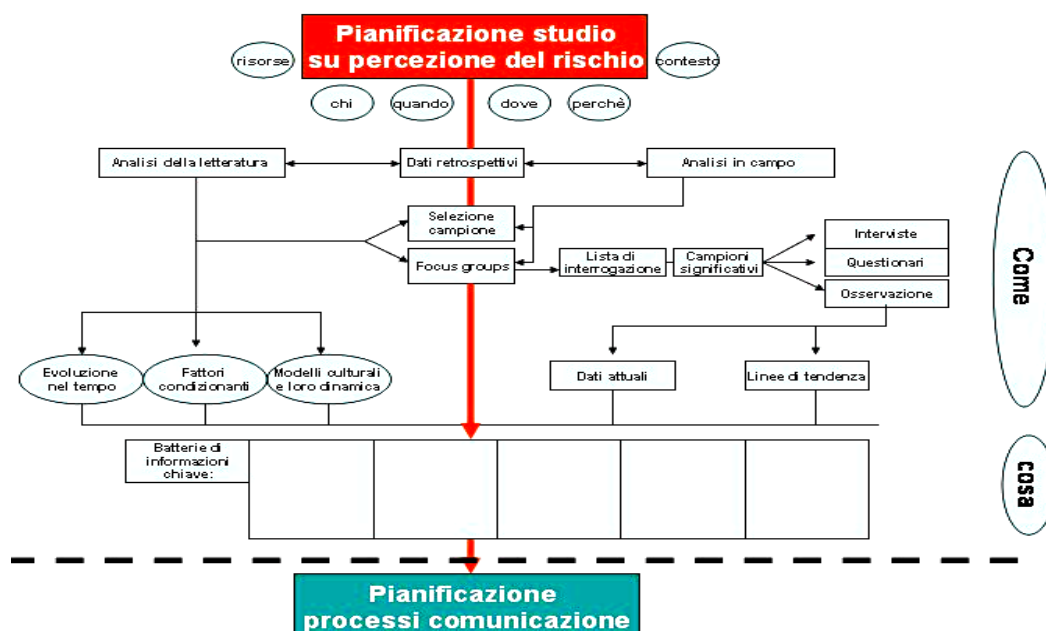 Pianificazione studio
su percezione del rischio
risorse
contesto
chi
quando
dove
perchè
Analisi della letteratura
Dati retrospettivi
Analisi in campo
Selezione
campione
Focus groups
Lista di
interrogazione
Campioni
significativi
Interviste
Questionari
Osservazione
Come
Evoluzione
nel tempo
Fattori
condizionanti
Modelli culturali
e loro dinamica
Dati attuali
Linee di tendenza
Batterie di
informazioni
chiave:
cosa
Pianificazione
processi comunicazione